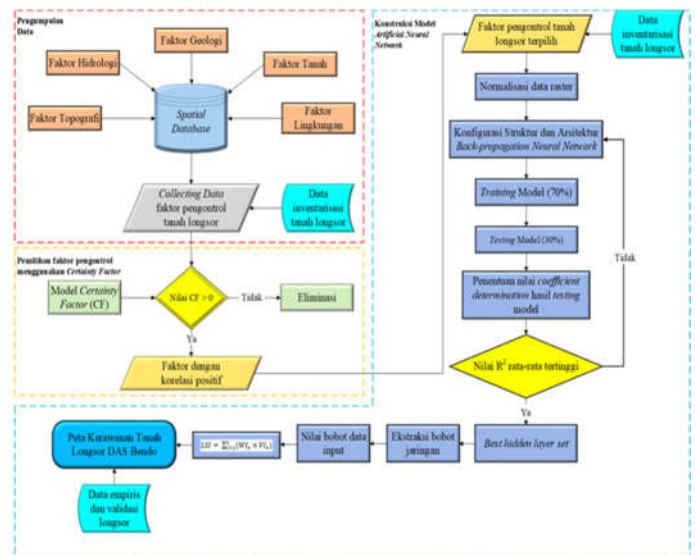 Pengumpulan
Data
Faktor Geologi
Faktor Hidrologi
Faktor Tanah
Faktor Topografi
Spatial
Database
Faktor
Lingkungan
Collecting Data
faktor pengontrol
tanah longsor
Data
inventarisasi
tanah longsor
Pemilihan faktor pengontrol
menggunakan Certainty Factor
Model Certainty
Factor (CF)
Nilai CF > 0
Tidak
Eliminasi
Ya
Faktor dengan
korelasi positif
Konstruksi Model
Artificial Neural
Network
Faktor pengontrol tanah
longsor terpilih
Data
inventarisasi
tanah longsor
Normalisasi data
raster
Konfigurasi Struktur dan Arsitektur
Back-propagation Neural Network
Training Model (70%)
Testing Model (30%)
Tidak
Penentuan nilai coefficient
determination hasil testing
model
Nilai R² rata-rata tertinggi
Ya
Best hidden layer set
Ekstraksi bobot
jaringan
Nilai bobot data
input
Peta Kerawanan Tanah
Longsor DAS Bendo
Data empiris
dan validasi
longsor